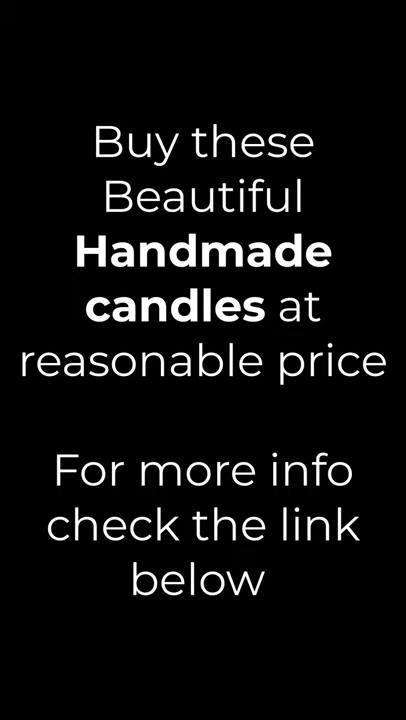 Buy these
Beautiful
Handmade
candles at
reasonable price
For more info
check the link
below